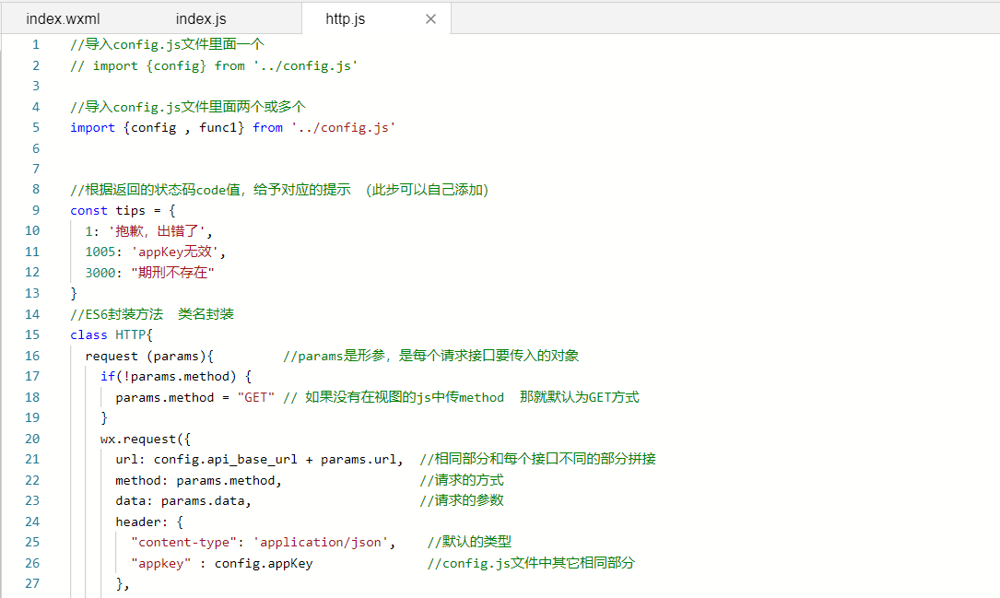 index.wxml index.js http.js ×
1 //导入config.js文件里面一个
2 // import {config} from '../config.js'
3
4 //导入config.js文件里面两个或多个
5 import {config , func1} from '../config.js'
6
7
8 //根据返回的状态码code值，给予对应的提示 （此步可以自己添加）
9 const tips = {
10 1: '抱歉，出错了',
11 1005: 'appKey无效',
12 3000: "期刊不存在"
13 }
14 //ES6封装方法 类名封装
15 class HTTP{
16 request (params){ //params是形参，是每个请求接口要传入的对象
17 if(!params.method) {
18 params.method = "GET" // 如果没有在视图的js中传method 那就默认为GET方式
19 }
20 wx.request({
21 url: config.api_base_url + params.url, //相同部分和每个接口不同的部分拼接
22 method: params.method, //请求的方式
23 data: params.data, //请求的参数
24 header: {
25 "content-type": 'application/json', //默认的类型
26 "appkey" : config.appKey //config.js文件中其它相同部分
27 },